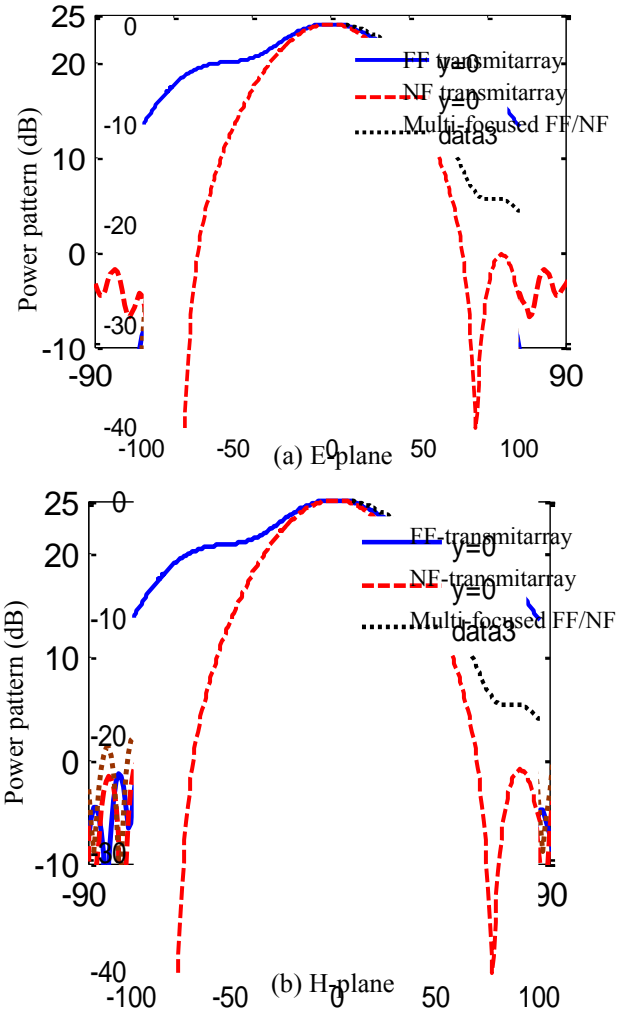 25
0
FF transmitarray
y=0
20
NF transmitarray
y=0
-10
Multi-focused FF/NF
data3
10
-20
0
-30
-10
-90
90
-40
-100
-50
0
50
100
Power pattern (dB)
(a) E-plane
25
0
FF-transmitarray
y=0
20
NF-transmitarray
y=0
-10
Multi-focused FF/NF
data3
10
-20
0
-30
-10
-90
90
-40
-100
-50
0
50
100
Power pattern (dB)
(b) H-plane